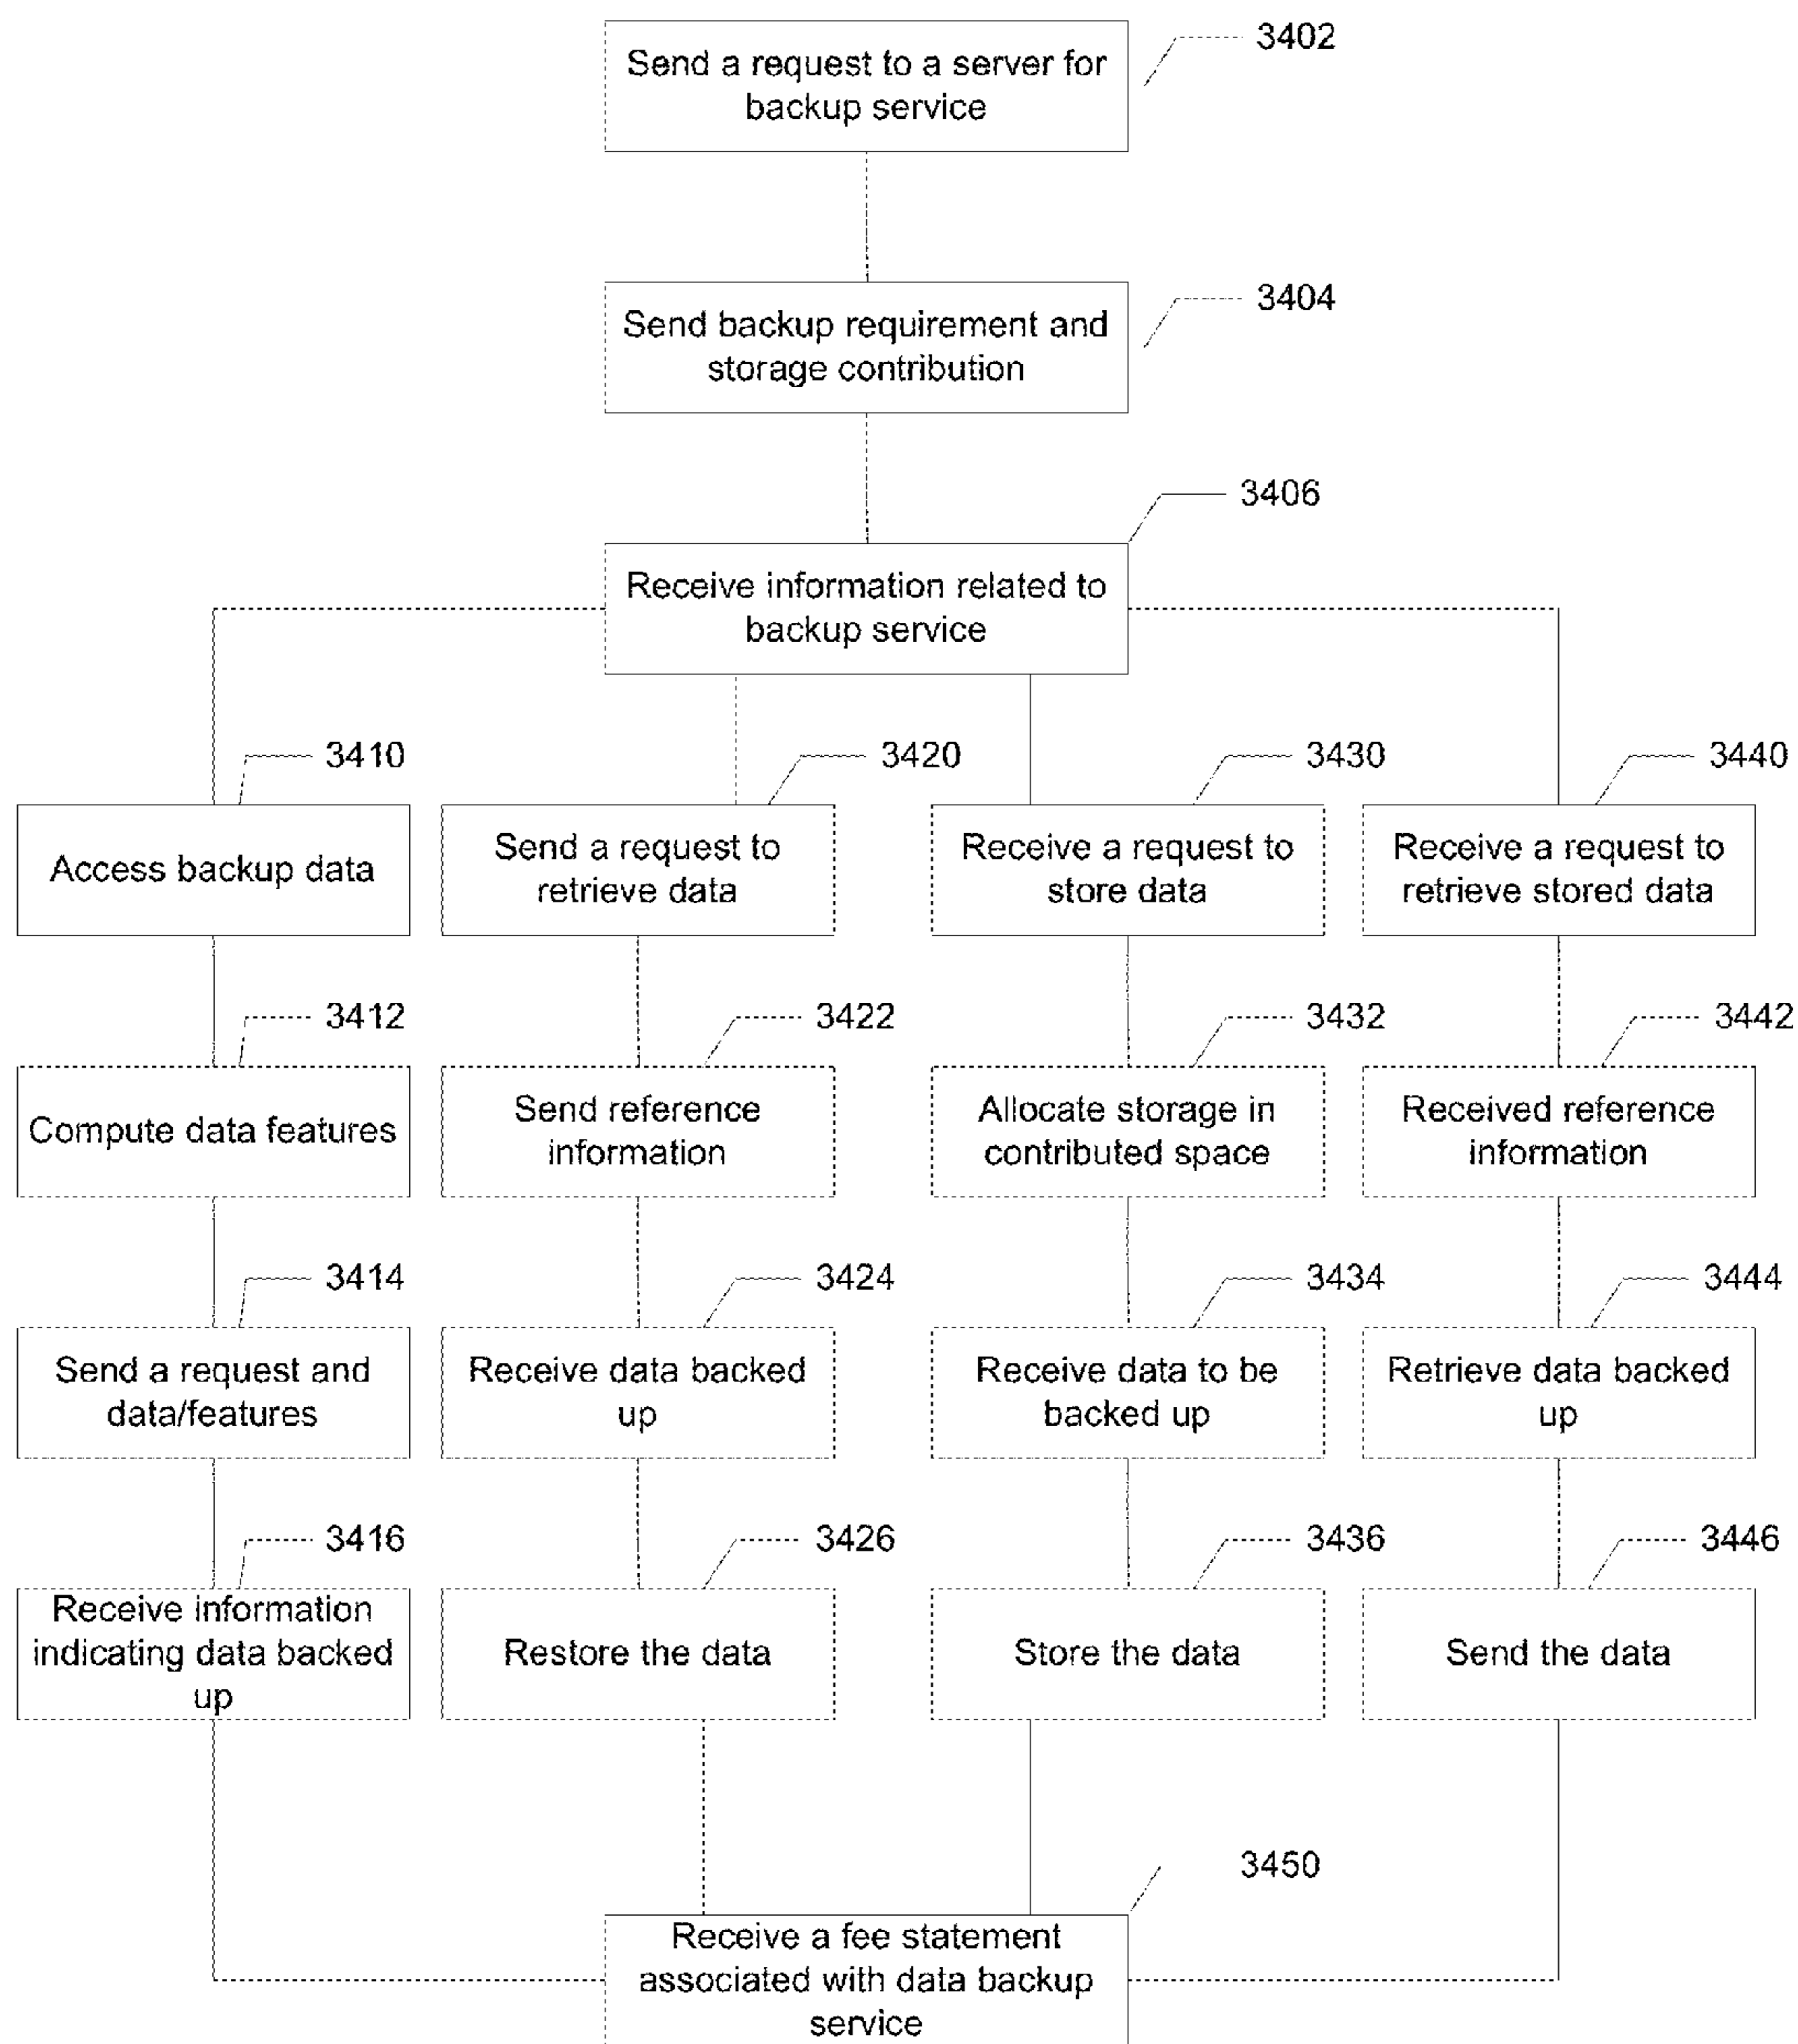 3402
Send a request to a server for
backup service
3404
Send backup requirement and
storage contribution
3406
Receive information related to
backup service
3410
3420
3430
3440
Access backup data
Send a request to
retrieve data
Receive a request to
store data
Receive a request to
retrieve stored data
3412
3422
3432
3442
Compute data features
Send reference
information
Allocate storage in
contributed space
Received reference
information
3414
3424
3434
3444
Send a request and
data/features
Receive data backed
up
Receive data to be
backed up
Retrieve data backed
up
3416
3426
3436
3446
Receive information
indicating data backed
up
Restore the data
Store the data
Send the data
3450
Receive a fee statement
associated with data backup
service